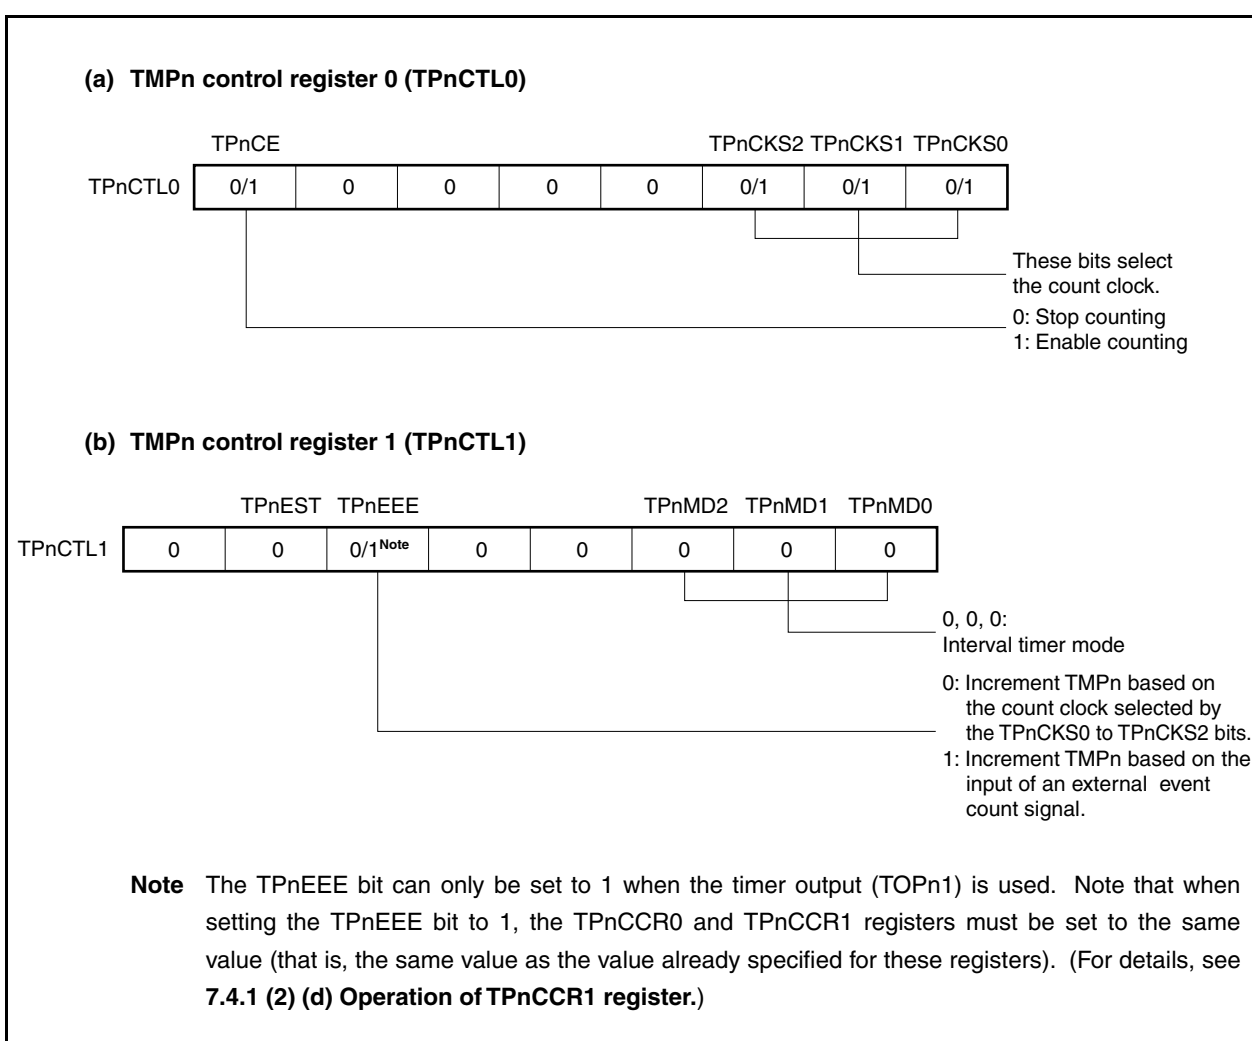 (a) TMPn control register 0 (TPnCTL0)
TPnCE TPnCKS2 TPnCKS1 TPnCKS0
TPnCTL0 0/1 0 0 0 0 0/1 0/1 0/1
These bits select
the count clock.
0: Stop counting
1: Enable counting
(b) TMPn control register 1 (TPnCTL1)
TPnEST TPnEEE TPnMD2 TPnMD1 TPnMD0
TPnCTL1 0 0 0/1Note 0 0 0 0 0
0, 0, 0:
Interval timer mode
0: Increment TMPn based on
the count clock selected by
the TPnCKS0 to TPnCKS2 bits.
1: Increment TMPn based on the
input of an external event
count signal.
Note The TPnEEE bit can only be set to 1 when the timer output (TOPn1) is used. Note that when
setting the TPnEEE bit to 1, the TPnCCR0 and TPnCCR1 registers must be set to the same
value (that is, the same value as the value already specified for these registers). (For details, see
7.4.1 (2) (d) Operation of TPnCCR1 register.)